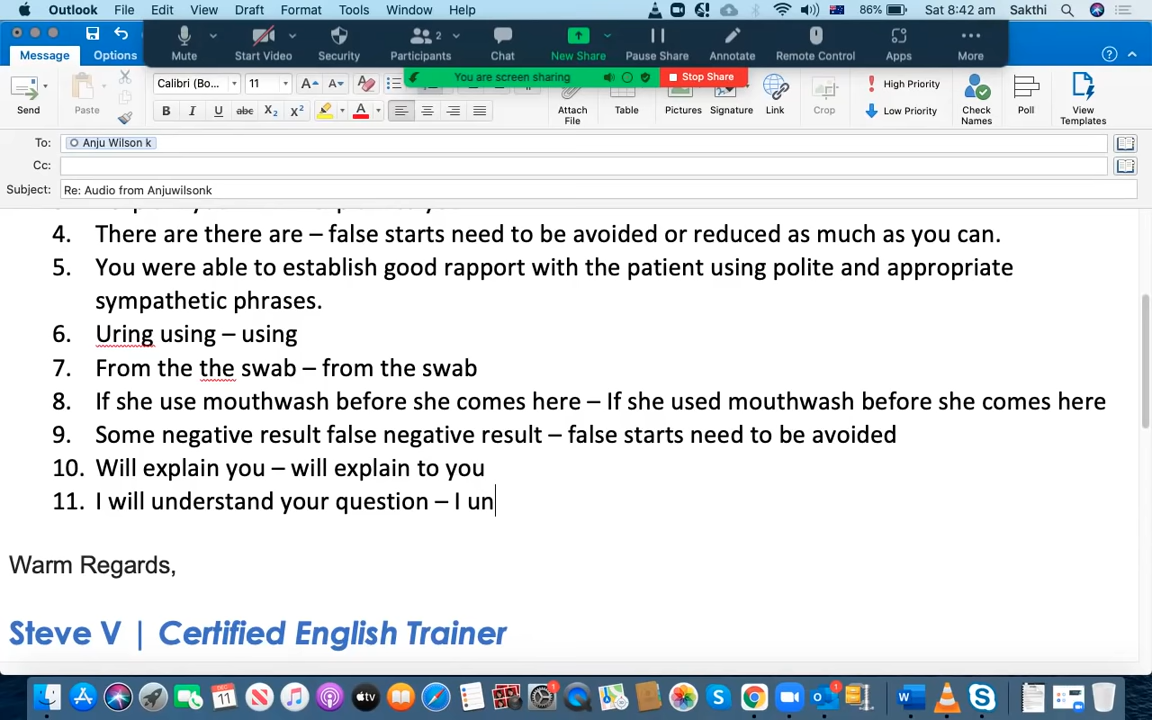 Outlook File Edit View Draft Format Tools Window Help 86% Sat 8:42 am Sakthi
Mute Start Video Security Participants 2 Chat New Share Pause Share Annotate Remote Control Apps More
You are screen sharing Stop Share
Message Options
Send Paste Calibri (Bo... 11 Attach File Table Pictures Signature Link Crop High Priority Low Priority Check Names Poll View Templates
B I U abc X₂ X² A
To: Anju Wilson k
Cc:
Subject: Re: Audio from Anjuwilsonk
4. There are there are – false starts need to be avoided or reduced as much as you can.
5. You were able to establish good rapport with the patient using polite and appropriate
sympathetic phrases.
6. Uring using – using
7. From the the swab – from the swab
8. If she use mouthwash before she comes here – If she used mouthwash before she comes here
9. Some negative result false negative result – false starts need to be avoided
10. Will explain you – will explain to you
11. I will understand your question – I un
Warm Regards,
Steve V | Certified English Trainer